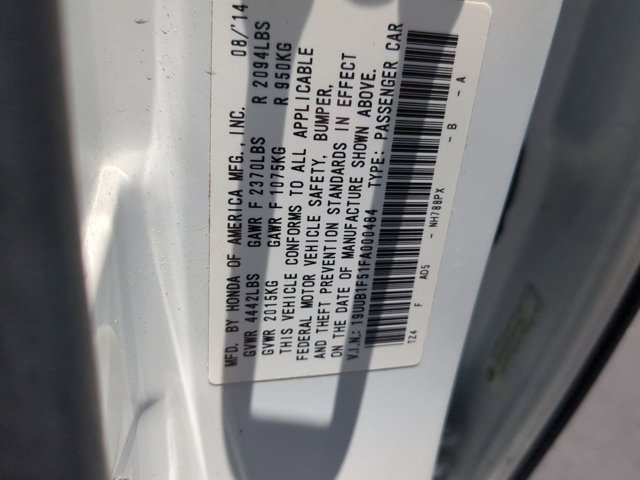 MFD. BY HONDA OF AMERICA MFG., INC. 08/'14
GVWR 4442LBS GAWR F 2370LBS R 2094LBS
GVWR 2015KG GAWR F 1075KG R 950KG
THIS VEHICLE CONFORMS TO ALL APPLICABLE
FEDERAL MOTOR VEHICLE SAFETY, BUMPER,
AND THEFT PREVENTION STANDARDS IN EFFECT
ON THE DATE OF MANUFACTURE SHOWN ABOVE.
V.I.N.: 19UUB1F51FA000484 TYPE: PASSENGER CAR
TZ4 F AD5 - NH788PX - B - A